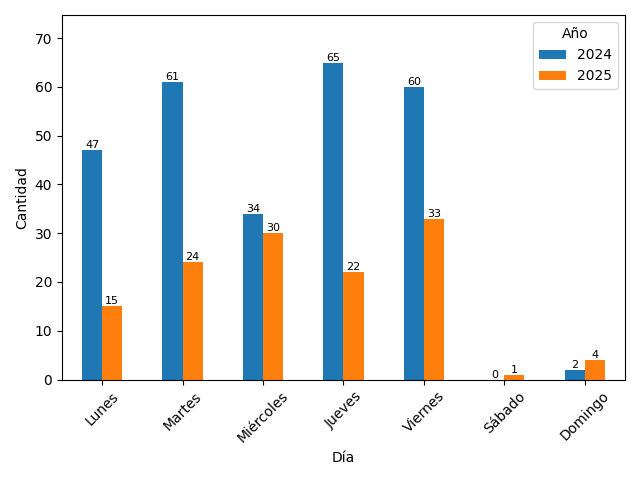 Año
2024
2025
70
60
50
40
30
20
10
0
Cantidad
47
15
61
24
34
30
65
22
60
33
0
1
2
4
Lunes
Martes
Miércoles
Jueves
Viernes
Sábado
Domingo
Día